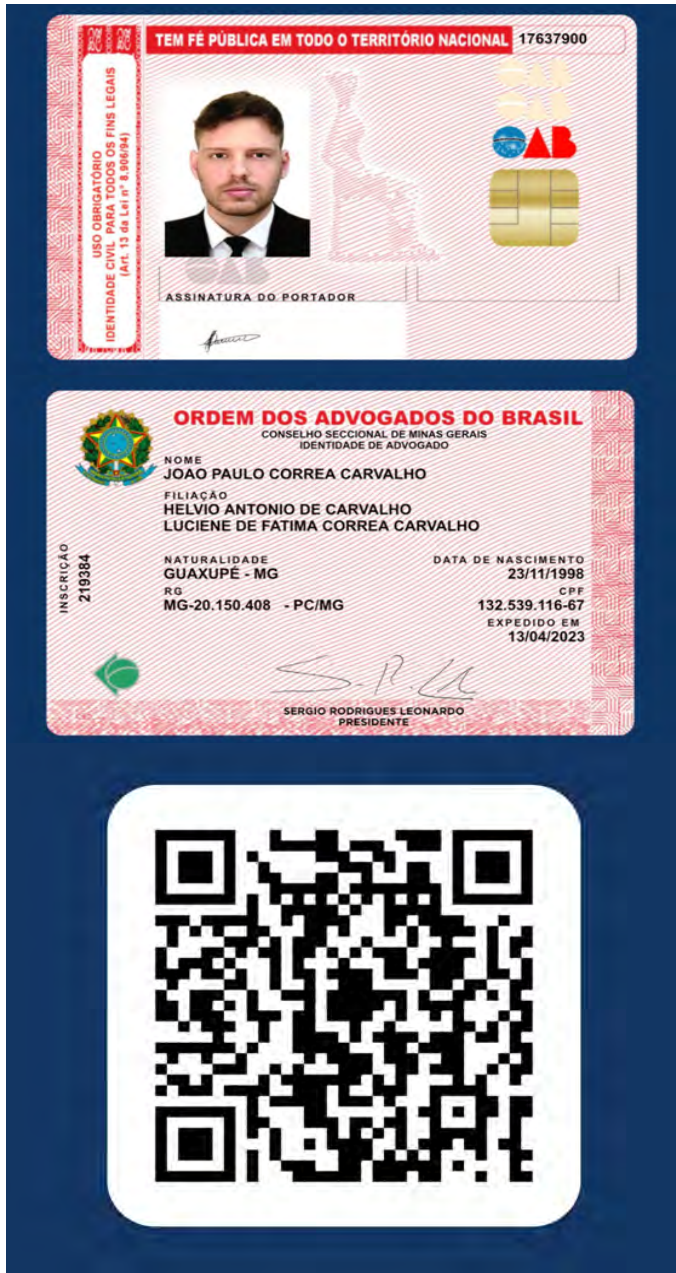 TEM FÉ PÚBLICA EM TODO O TERRITÓRIO NACIONAL 17637900
USO OBRIGATÓRIO
IDENTIDADE CIVIL PARA TODOS OS FINS LEGAIS
(Art. 13 da Lei nº 8.906/94)
OAB
OAB
OAB
OAB
ASSINATURA DO PORTADOR
ORDEM DOS ADVOGADOS DO BRASIL
CONSELHO SECCIONAL DE MINAS GERAIS
IDENTIDADE DE ADVOGADO
NOME
JOAO PAULO CORREA CARVALHO
FILIAÇÃO
HELVIO ANTONIO DE CARVALHO
LUCIENE DE FATIMA CORREA CARVALHO
INSCRIÇÃO
219384
NATURALIDADE DATA DE NASCIMENTO
GUAXUPÉ - MG 23/11/1998
RG CPF
MG-20.150.408 - PC/MG 132.539.116-67
EXPEDIDO EM
13/04/2023
SERGIO RODRIGUES LEONARDO
PRESIDENTE